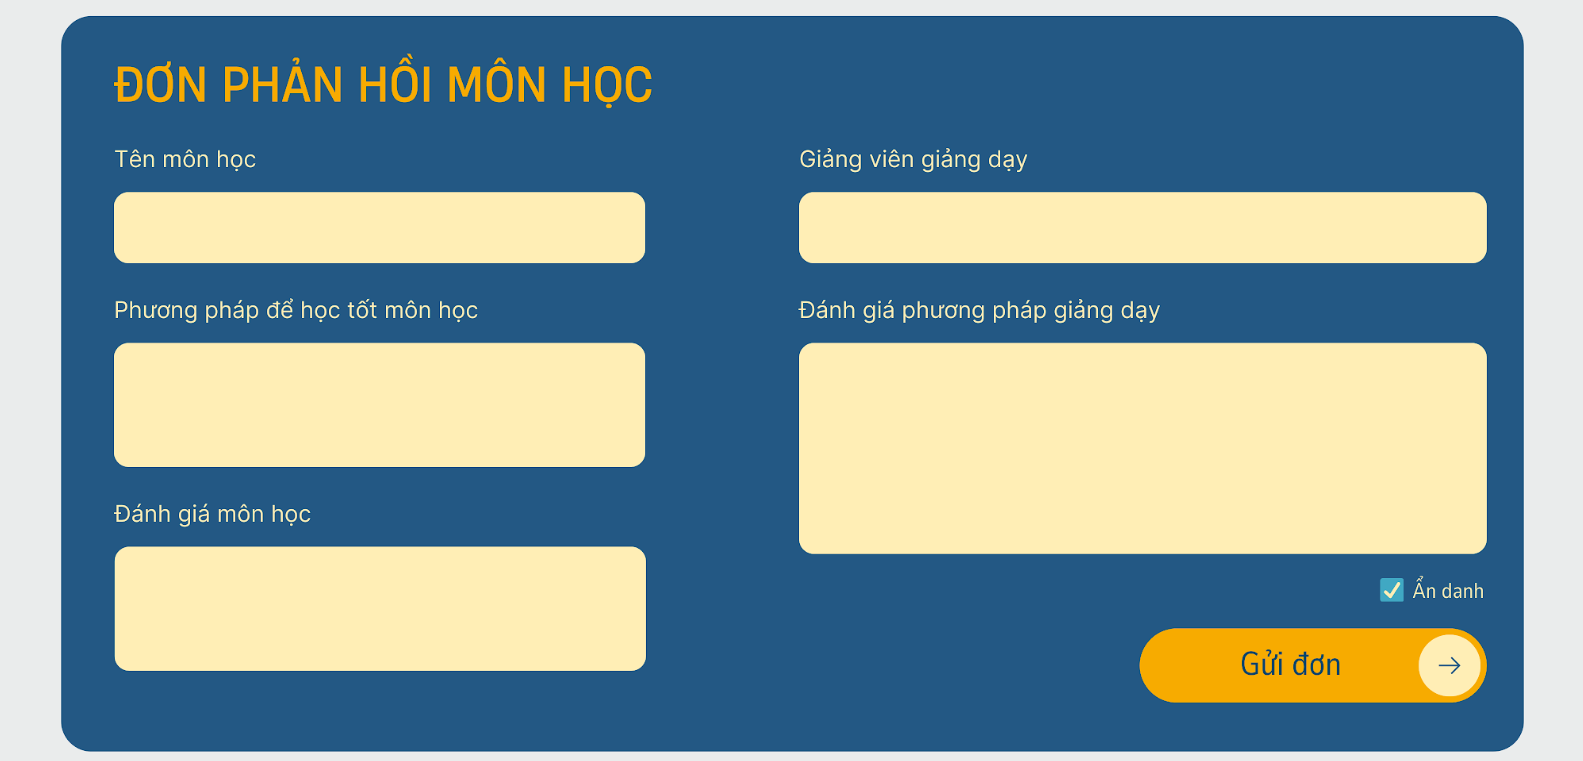 ĐƠN PHẢN HỒI MÔN HỌC
Tên môn học
Giảng viên giảng dạy
Phương pháp để học tốt môn học
Đánh giá phương pháp giảng dạy
Đánh giá môn học
Ẩn danh
Gửi đơn